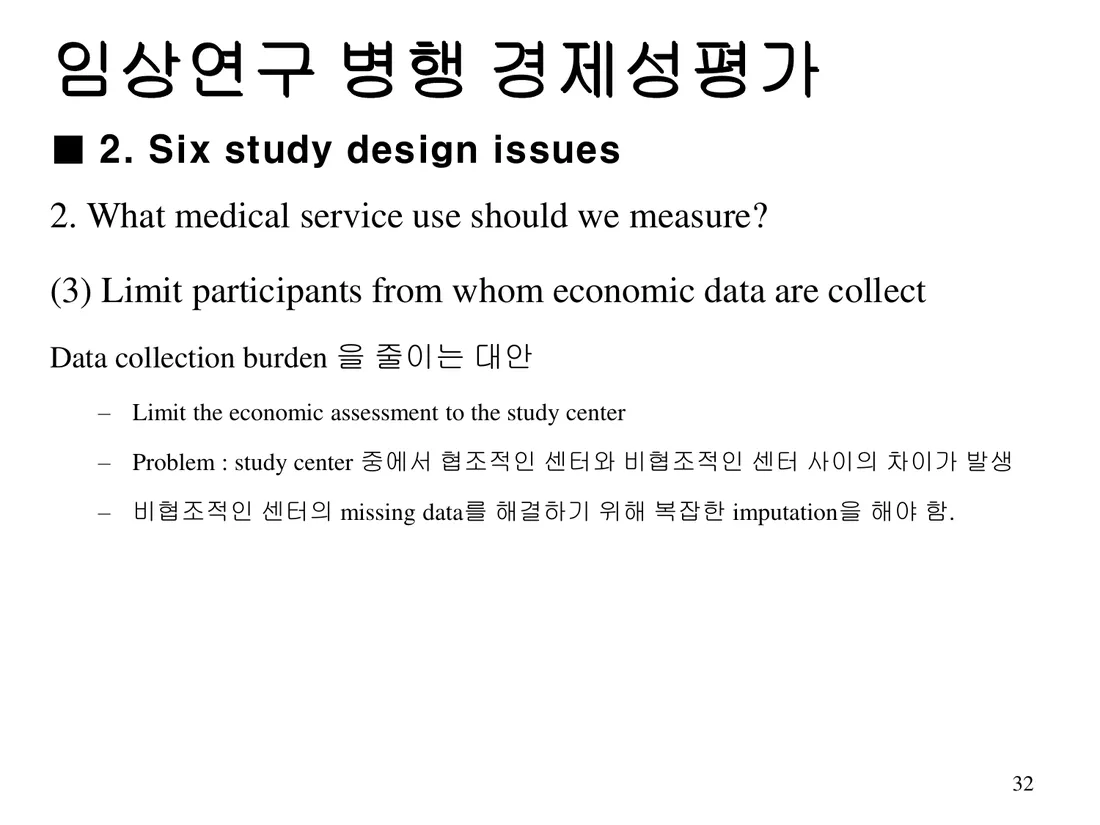 임상연구 병행 경제성평가
■ 2. Six study design issues
2. What medical service use should we measure?
(3) Limit participants from whom economic data are collect
Data collection burden 을 줄이는 대안
– Limit the economic assessment to the study center
– Problem : study center 중에서 협조적인 센터와 비협조적인 센터 사이의 차이가 발생
– 비협조적인 센터의 missing data를 해결하기 위해 복잡한 imputation을 해야 함.
32